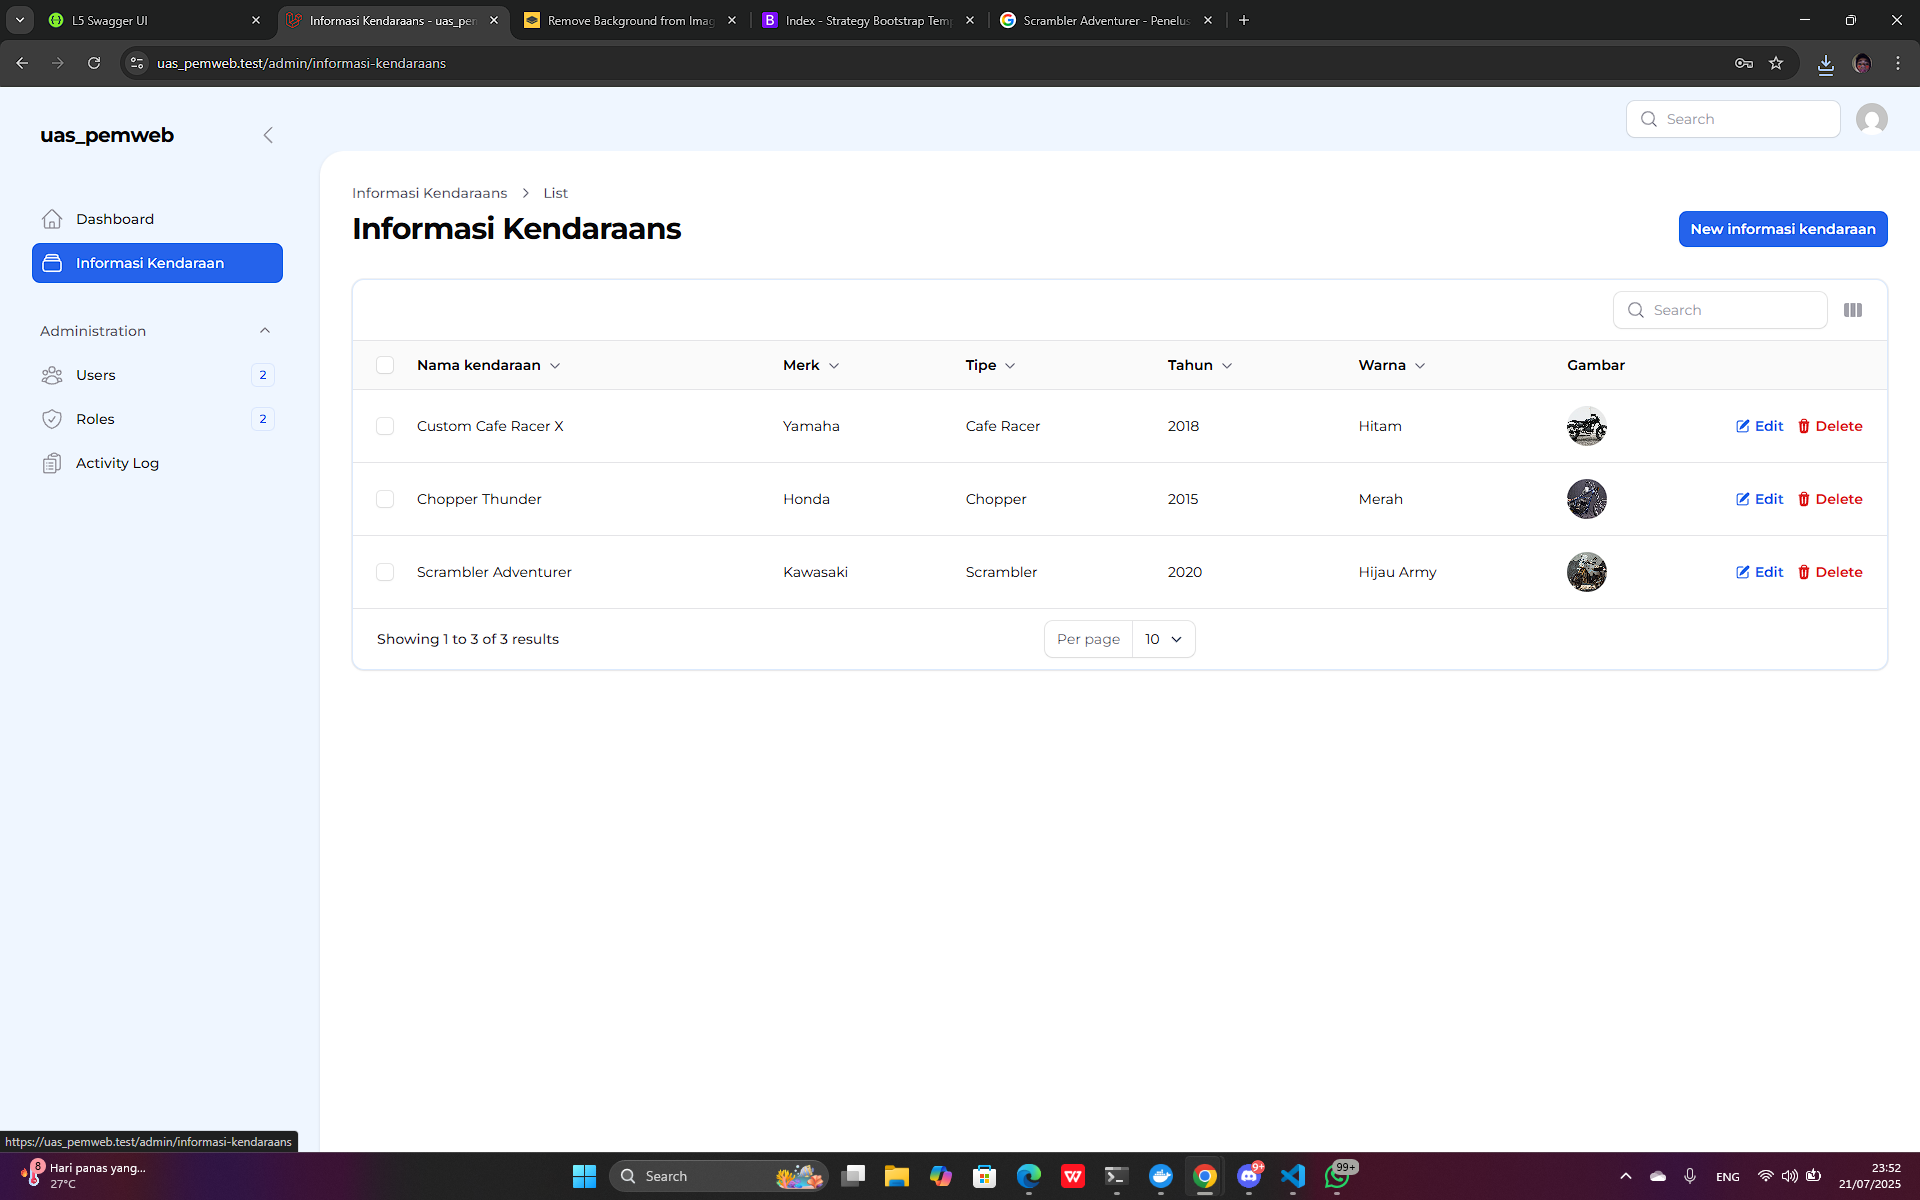 L5 Swagger UI
Informasi Kendaraans - uas_pen
Remove Background from Imag
Index - Strategy Bootstrap Temp
Scrambler Adventurer - Penelus
uas_pemweb.test/admin/informasi-kendaraans
uas_pemweb
Search
Dashboard
Informasi Kendaraan
Administration
Users 2
Roles 2
Activity Log
Informasi Kendaraans > List
Informasi Kendaraans
New informasi kendaraan
Search
Nama kendaraan Merk Tipe Tahun Warna Gambar
Custom Cafe Racer X Yamaha Cafe Racer 2018 Hitam Edit Delete
Chopper Thunder Honda Chopper 2015 Merah Edit Delete
Scrambler Adventurer Kawasaki Scrambler 2020 Hijau Army Edit Delete
Showing 1 to 3 of 3 results
Per page 10
https://uas_pemweb.test/admin/informasi-kendaraans
8
Hari panas yang...
27°C
Search
9+
99+
ENG
23:52
21/07/2025